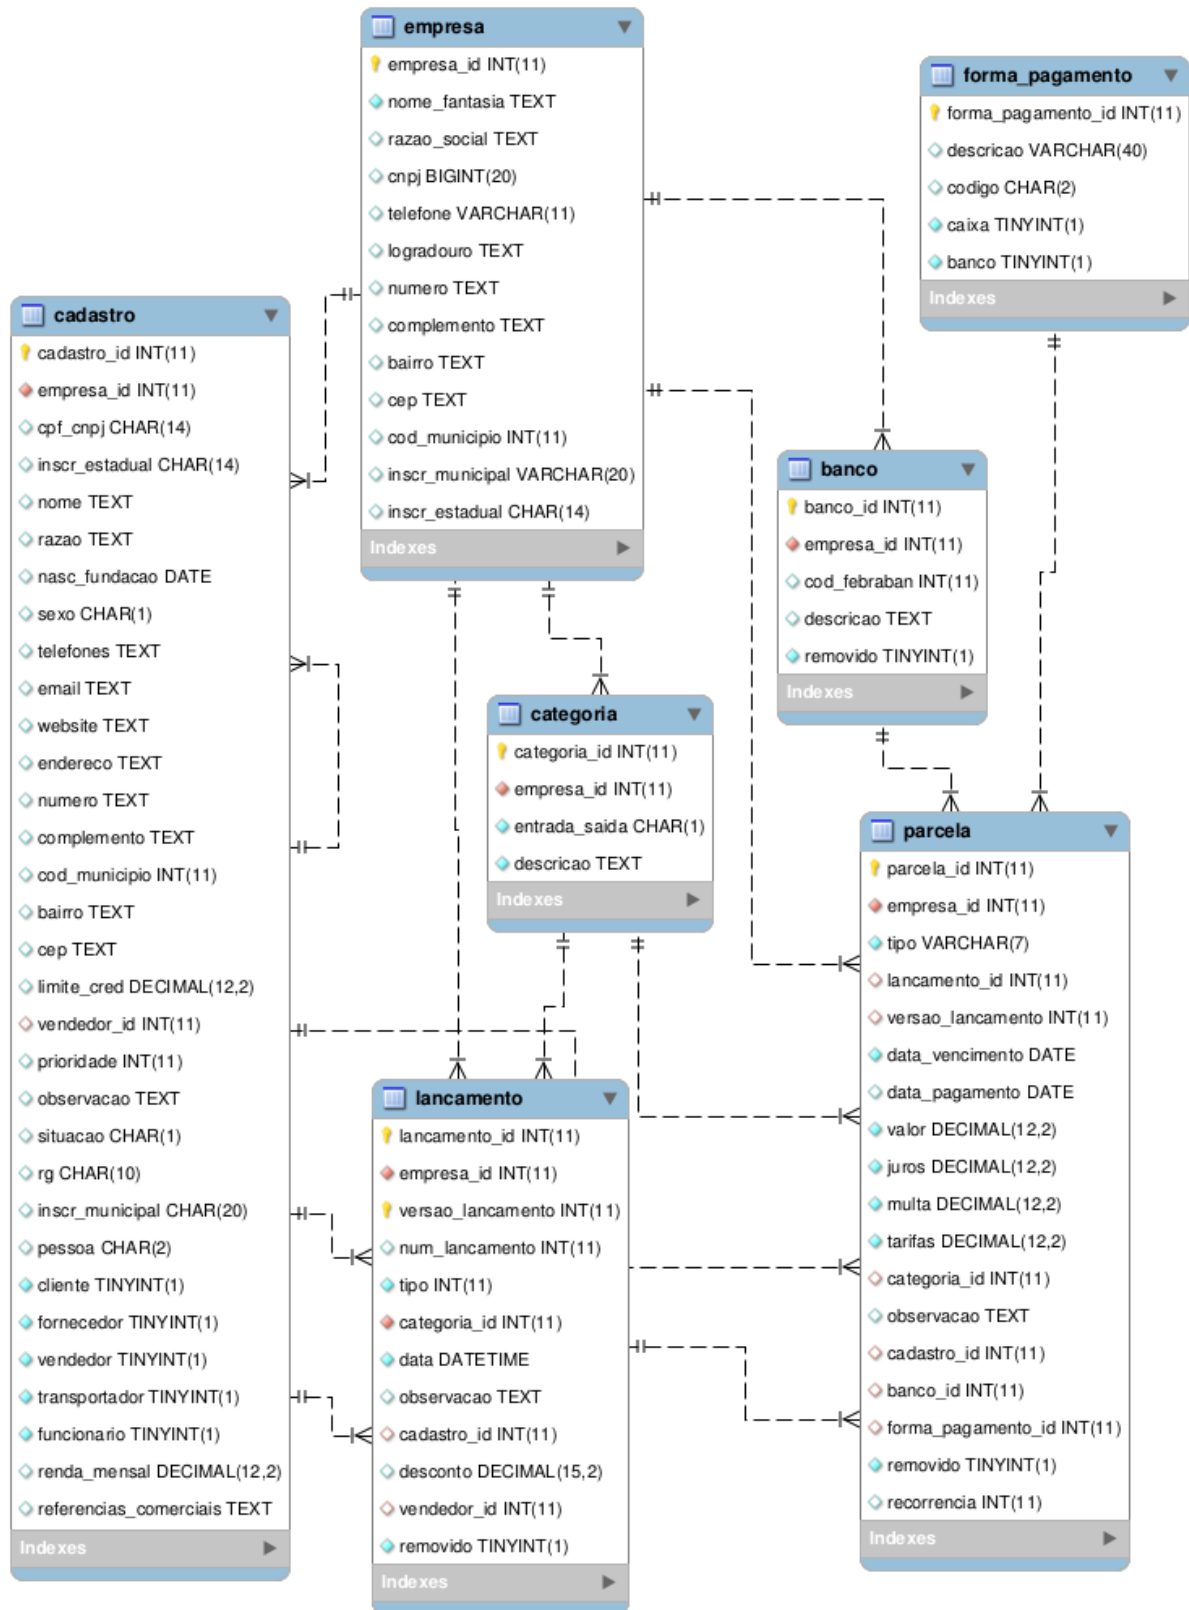 empresa
empresa_id INT(11)
nome_fantasia TEXT
razao_social TEXT
cnpj BIGINT(20)
telefone VARCHAR(11)
logradouro TEXT
numero TEXT
complemento TEXT
bairro TEXT
cep TEXT
cod_municipio INT(11)
inscr_municipal VARCHAR(20)
inscr_estadual CHAR(14)
Indexes
forma_pagamento
forma_pagamento_id INT(11)
descricao VARCHAR(40)
codigo CHAR(2)
caixa TINYINT(1)
banco TINYINT(1)
Indexes
cadastro
cadastro_id INT(11)
empresa_id INT(11)
cpf_cnpj CHAR(14)
inscr_estadual CHAR(14)
nome TEXT
razao TEXT
nasc_fundacao DATE
sexo CHAR(1)
telefones TEXT
email TEXT
website TEXT
endereco TEXT
numero TEXT
complemento TEXT
cod_municipio INT(11)
bairro TEXT
cep TEXT
limite_cred DECIMAL(12,2)
vendedor_id INT(11)
prioridade INT(11)
observacao TEXT
situacao CHAR(1)
rg CHAR(10)
inscr_municipal CHAR(20)
pessoa CHAR(2)
cliente TINYINT(1)
fornecedor TINYINT(1)
vendedor TINYINT(1)
transportador TINYINT(1)
funcionario TINYINT(1)
renda_mensal DECIMAL(12,2)
referencias_comerciais TEXT
Indexes
banco
banco_id INT(11)
empresa_id INT(11)
cod_febraban INT(11)
descricao TEXT
removido TINYINT(1)
Indexes
categoria
categoria_id INT(11)
empresa_id INT(11)
entrada_saida CHAR(1)
descricao TEXT
Indexes
parcela
parcela_id INT(11)
empresa_id INT(11)
tipo VARCHAR(7)
lancamento_id INT(11)
versao_lancamento INT(11)
data_vencimento DATE
data_pagamento DATE
valor DECIMAL(12,2)
juros DECIMAL(12,2)
multa DECIMAL(12,2)
tarifas DECIMAL(12,2)
categoria_id INT(11)
observacao TEXT
cadastro_id INT(11)
banco_id INT(11)
forma_pagamento_id INT(11)
removido TINYINT(1)
recorrencia INT(11)
Indexes
lancamento
lancamento_id INT(11)
empresa_id INT(11)
versao_lancamento INT(11)
num_lancamento INT(11)
tipo INT(11)
categoria_id INT(11)
data DATETIME
observacao TEXT
cadastro_id INT(11)
desconto DECIMAL(15,2)
vendedor_id INT(11)
removido TINYINT(1)
Indexes